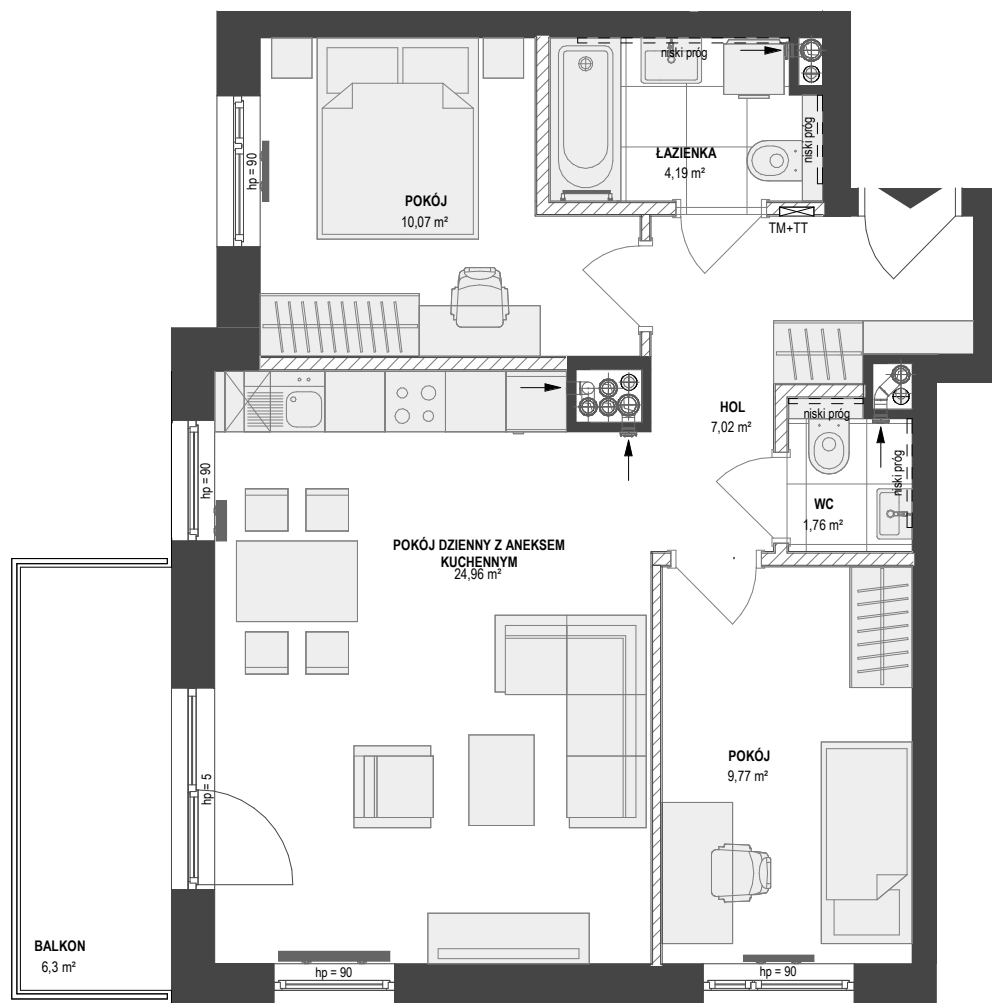 niski próg
hp = 90
niski próg
ŁAZIENKA
4,19 m²
POKÓJ
10,07 m²
TM+TT
HOL
7,02 m²
niski próg
hp = 90
niski próg
WC
1,76 m²
POKÓJ DZIENNY Z ANEKSEM
KUCHENNYM
24,96 m²
POKÓJ
9,77 m²
hp = 5
BALKON
6,3 m²
hp = 90
hp = 90